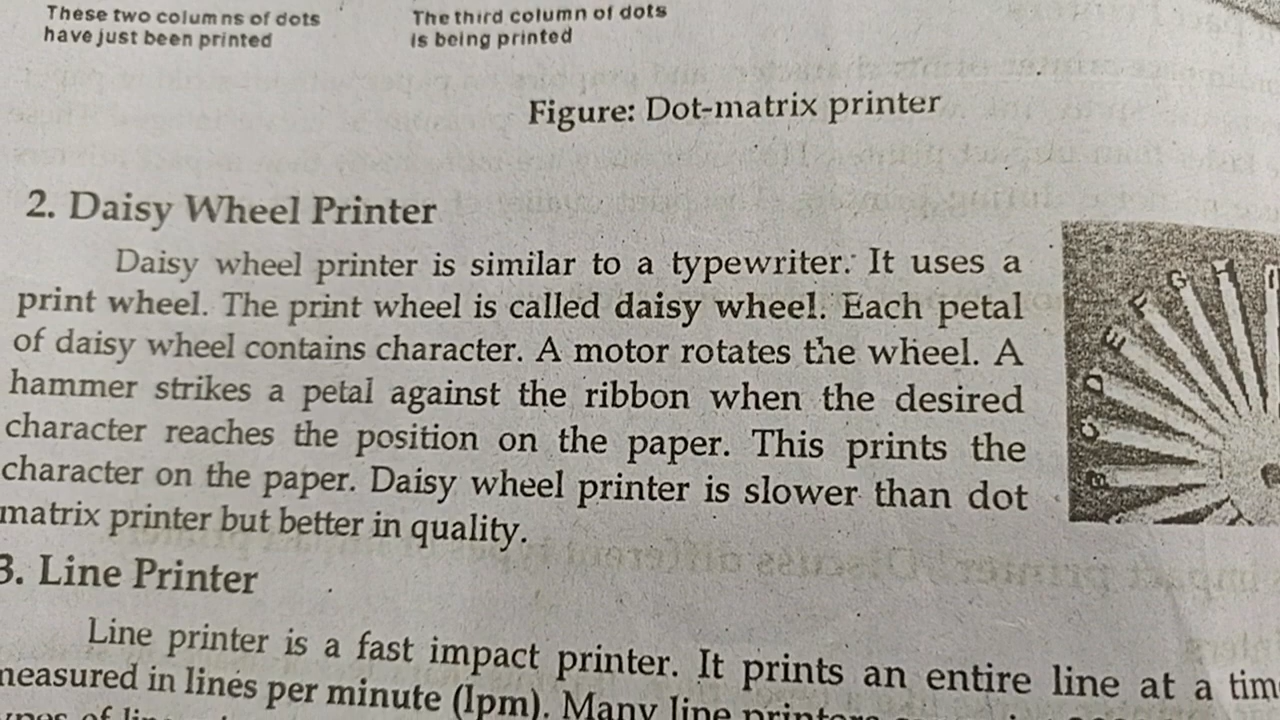 These two columns of dots
have just been printed
The third column of dots
is being printed
Figure: Dot-matrix printer
2. Daisy Wheel Printer
Daisy wheel printer is similar to a typewriter. It uses a
print wheel. The print wheel is called daisy wheel. Each petal
of daisy wheel contains character. A motor rotates the wheel. A
hammer strikes a petal against the ribbon when the desired
character reaches the position on the paper. This prints the
character on the paper. Daisy wheel printer is slower than dot
matrix printer but better in quality.
B C D E F G H
3. Line Printer
Line printer is a fast impact printer. It prints an entire line at a
measured in lines per minute (lpm). Many line printers
of